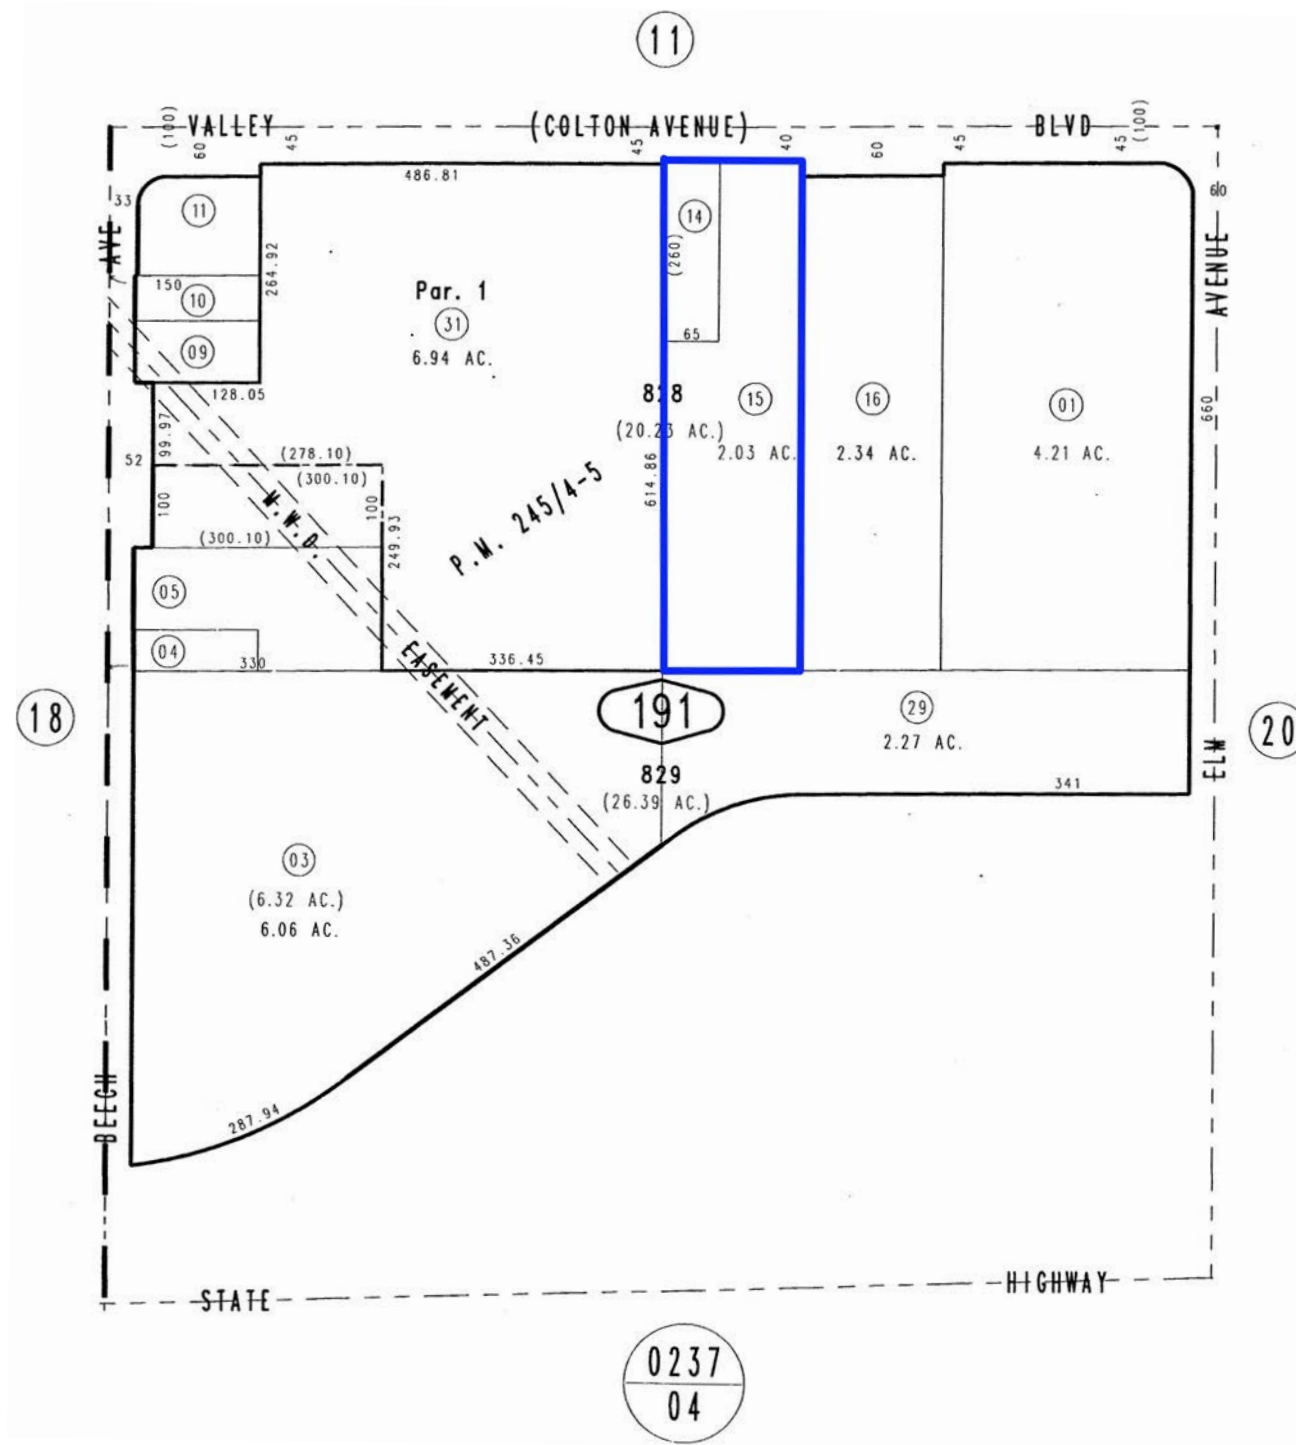 11
VALLEY (COLTON AVENUE) BLVD
(100)
60
45
45
40
60
45
45
(100)
486.81
33
11
14
60
AVE
264.92
(260)
AVENUE
150
10
Par. 1
31
6.94 AC.
09
65
128.05
828
15
16
01
660
99.97
(20.23 AC.)
2.03 AC.
2.34 AC.
4.21 AC.
52
(278.10)
(300.10)
614.86
P.M. 245/4-5
100
M.W.D.
100
(300.10)
249.93
05
04
330
EASEMENT
336.45
18
191
29
20
2.27 AC.
ELM
829
(26.39 AC.)
341
03
(6.32 AC.)
6.06 AC.
487.36
BEECH
287.94
STATE HIGHWAY
0237
04